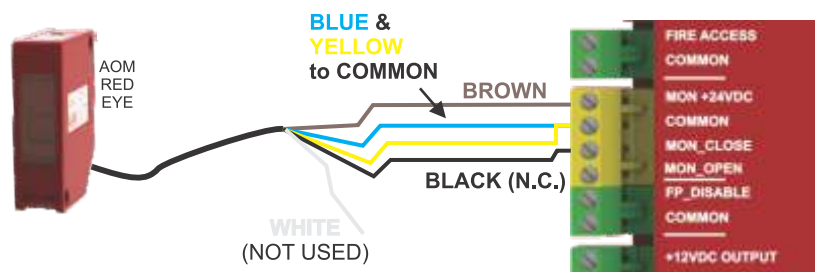 BLUE &
YELLOW
to COMMON
AOM
RED
EYE
BROWN
BLACK (N.C.)
WHITE
(NOT USED)
FIRE ACCESS
COMMON
MON +24VDC
COMMON
MON_CLOSE
MON_OPEN
FP_DISABLE
COMMON
+12VDC OUTPUT